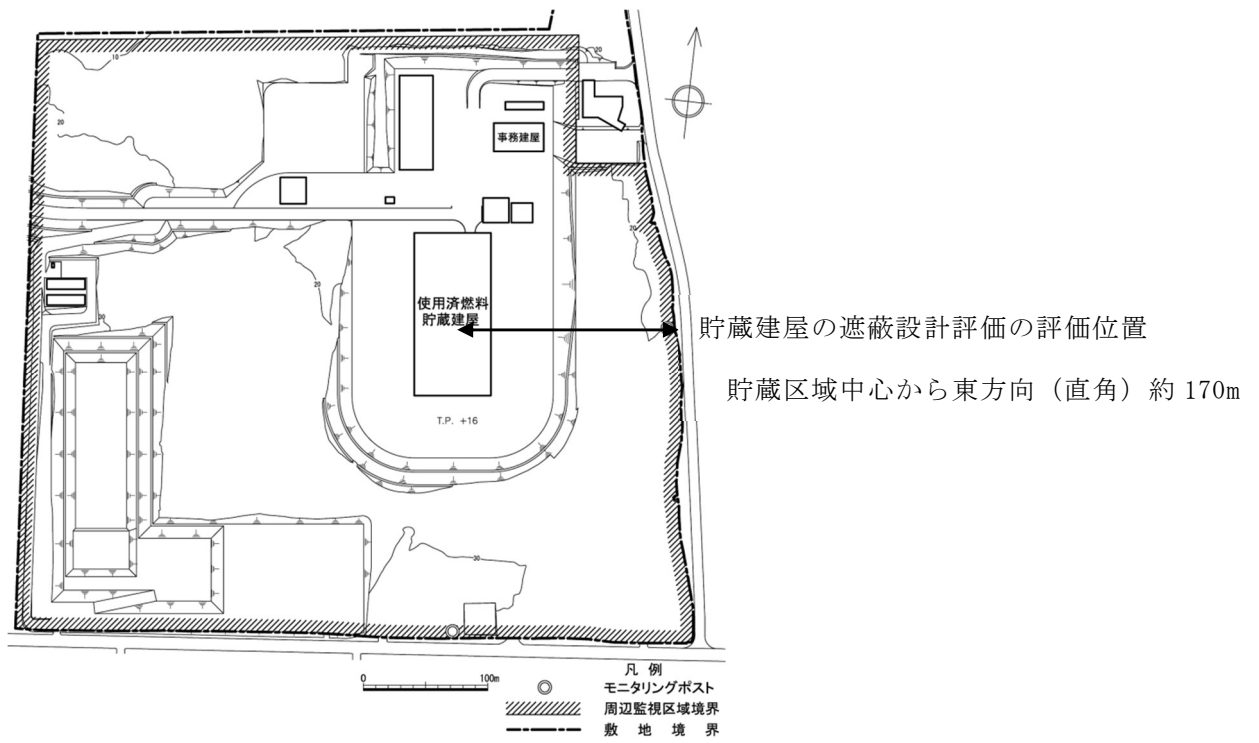 10
20
20
事務建屋
20
20
使用済燃料
貯蔵建屋
貯蔵建屋の遮蔽設計評価の評価位置
貯蔵区域中心から東方向（直角）約 170m
T.P. +16
0 100m
凡 例
モニタリングポスト
周辺監視区域境界
敷 地 境 界